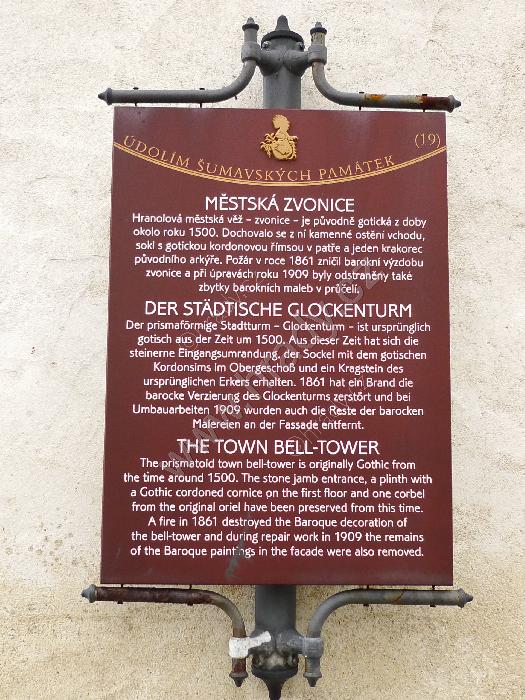 ÚDOLÍM ŠUMAVSKÝCH PAMÁTEK
(19)
MĚSTSKÁ ZVONICE
Hranolová městská věž – zvonice – je původně gotická z doby
okolo roku 1500. Dochovalo se z ní kamenné ostění vchodu,
sokl s gotickou kordonovou římsou v patře a jeden krakorec
původního arkýře. Požár v roce 1861 zničil barokní výzdobu
zvonice a při úpravách roku 1909 byly odstraněny také
zbytky barokních maleb v průčelí.
DER STÄDTISCHE GLOCKENTURM
Der prismaförmige Stadtturm – Glockenturm – ist ursprünglich
gotisch aus der Zeit um 1500. Aus dieser Zeit hat sich die
steinerne Eingangsumrandung, der Sockel mit dem gotischen
Kordonsims im Obergeschoß und ein Kragstein des
ursprünglichen Erkers erhalten. 1861 hat ein Brand die
barocke Verzierung des Glockenturms zerstört und bei
Umbauarbeiten 1909 wurden auch die Reste der barocken
Malereien an der Fassade entfernt.
THE TOWN BELL-TOWER
The prismatold town bell-tower is originally Gothic from
the time around 1500. The stone jamb entrance, a plinth with
a Gothic cordoned cornice on the first floor and one corbel
from the original oriel have been preserved from this time.
A fire in 1861 destroyed the Baroque decoration of
the bell-tower and during repair work in 1909 the remains
of the Baroque paintings in the facade were also removed.